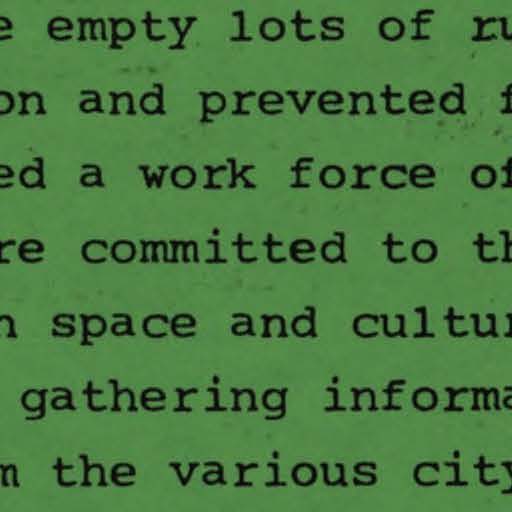 e empty lots of ru
on and prevented f
ed a work force of
re committed to th
n space and cultur
gathering informa
m the various city